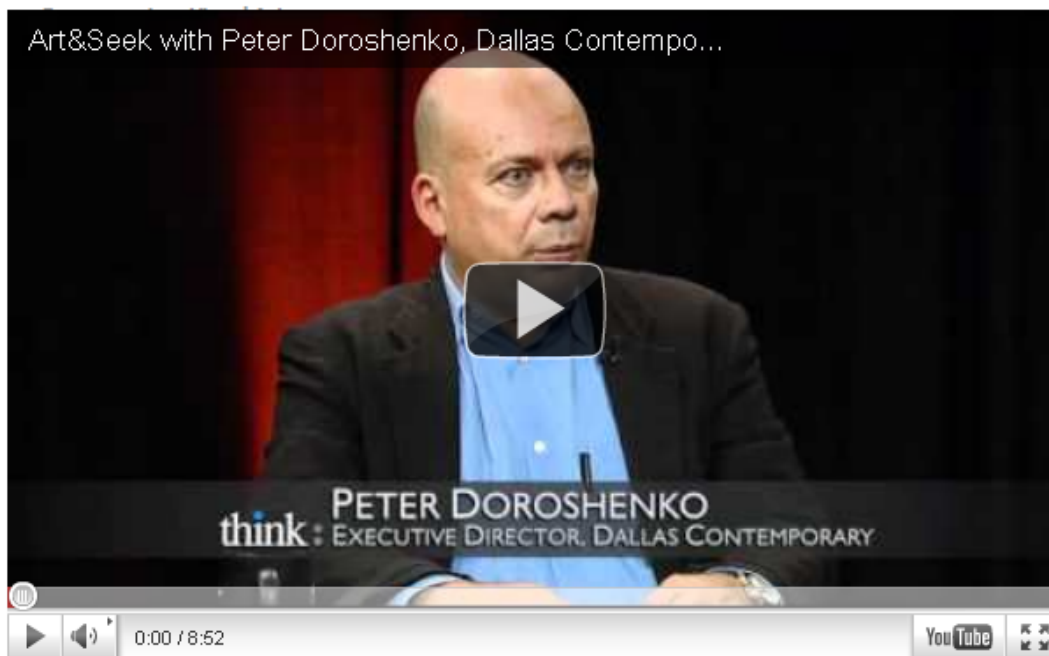 Art&Seek with Peter Doroshenko, Dallas Contempo...
PETER DOROSHENKO
think: EXECUTIVE DIRECTOR, DALLAS CONTEMPORARY
0:00 / 8:52
YouTube